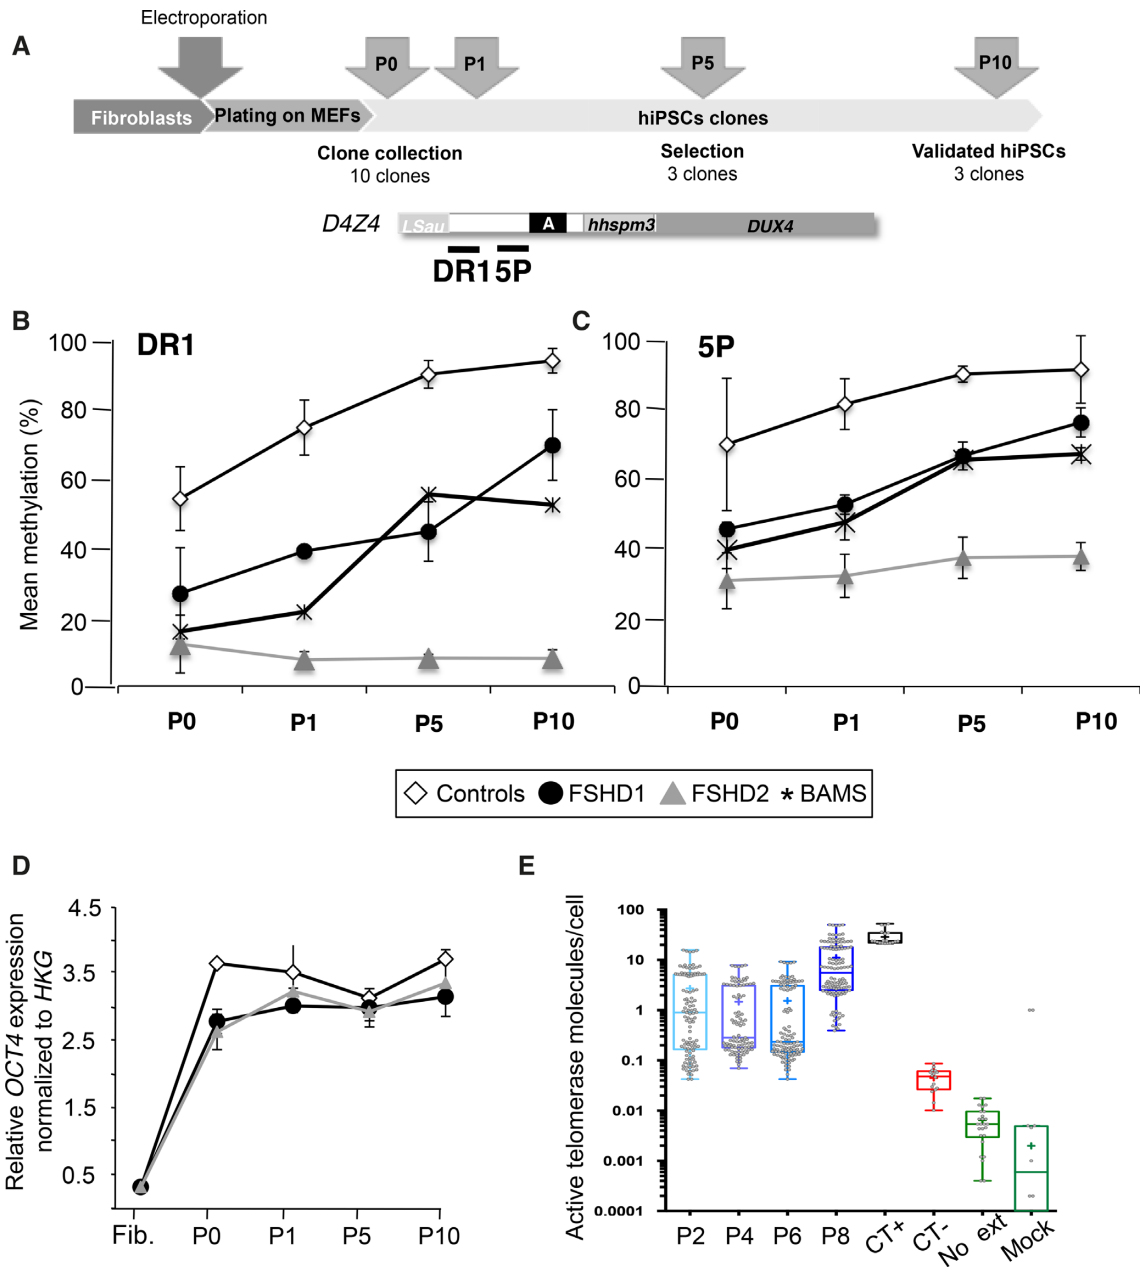 Electroporation
A
P0 P1 P5 P10
Fibroblasts Plating on MEFs hiPSCs clones
Clone collection Selection Validated hiPSCs
10 clones 3 clones 3 clones
D4Z4 LSau A hhspm3 DUX4
DR1 5P
B
C
DR1
Mean methylation (%)
100
80
60
40
20
0
P0 P1 P5 P10
5P
100
80
60
40
20
0
P0 P1 P5 P10
Controls FSHD1 FSHD2 * BAMS
D
Relative OCT4 expression
normalized to HKG
4.5
3.5
2.5
1.5
0.5
Fib. P0 P1 P5 P10
E
Active telomerase molecules/cell
100
10
1
0.1
0.01
0.001
0.0001
P2 P4 P6 P8 CT+ CT- No ext Mock